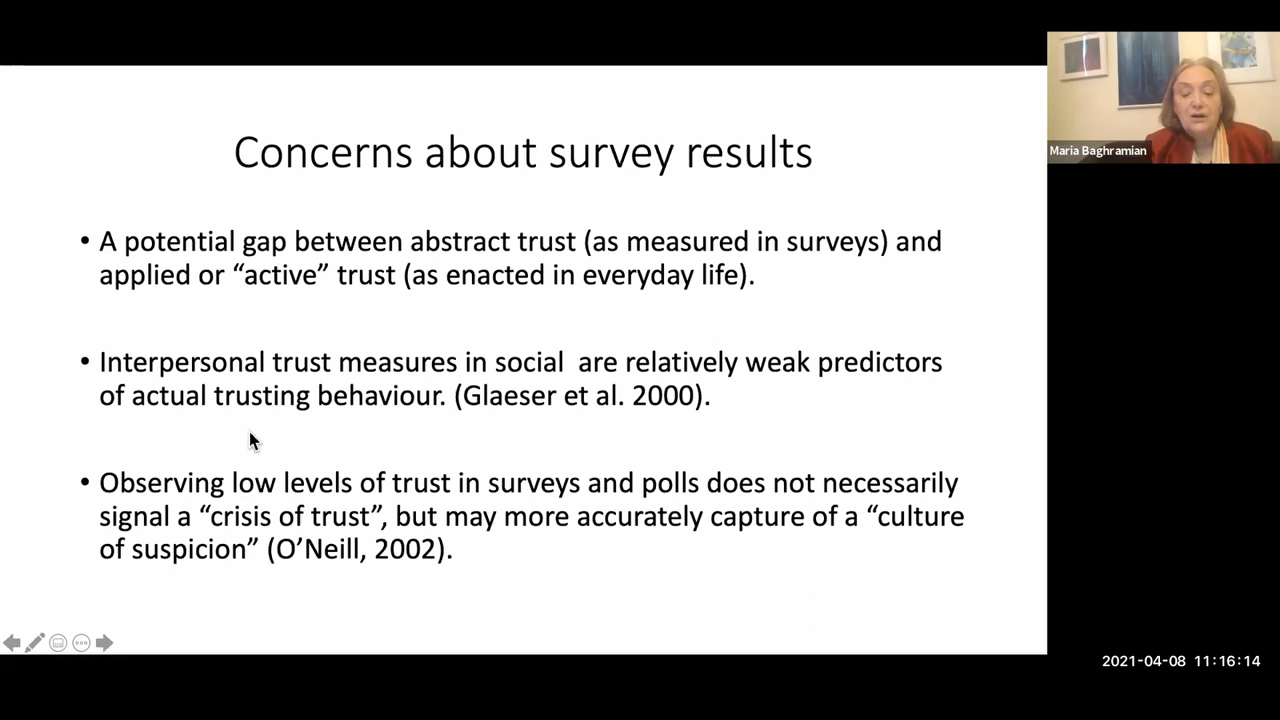 Concerns about survey results
• A potential gap between abstract trust (as measured in surveys) and
applied or “active” trust (as enacted in everyday life).
• Interpersonal trust measures in social  are relatively weak predictors
of actual trusting behaviour. (Glaeser et al. 2000).
• Observing low levels of trust in surveys and polls does not necessarily
signal a “crisis of trust”, but may more accurately capture of a “culture
of suspicion” (O’Neill, 2002).
Maria Baghramian
2021-04-08 11:16:14